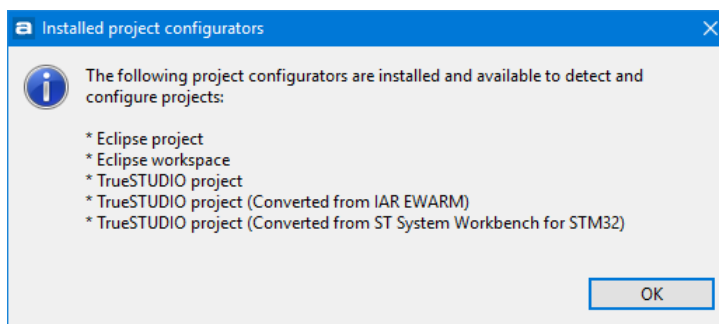 a Installed project configurators
The following project configurators are installed and available to detect and
configure projects:
* Eclipse project
* Eclipse workspace
* TrueSTUDIO project
* TrueSTUDIO project (Converted from IAR EWARM)
* TrueSTUDIO project (Converted from ST System Workbench for STM32)
OK